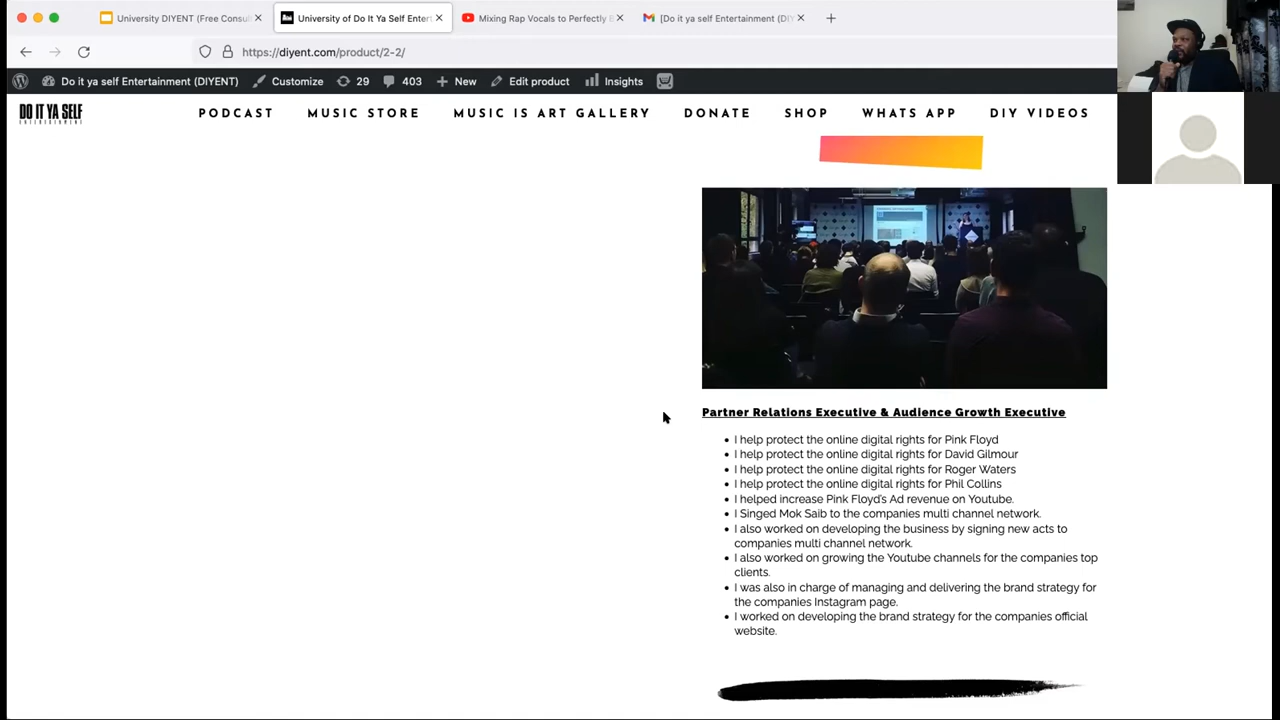 University DIYENT (Free Consul
University of Do It Ya Self Enter
Mixing Rap Vocals to Perfectly
[Do it ya self Entertainment (DI
https://diyent.com/product/2-2/
Do it ya self Entertainment (DIYENT)
Customize
29
403
New
Edit product
Insights
DO IT YA SELF
ENTERTAINMENT
PODCAST
MUSIC STORE
MUSIC IS ART GALLERY
DONATE
SHOP
WHATS APP
DIY VIDEOS
Partner Relations Executive & Audience Growth Executive
I help protect the online digital rights for Pink Floyd
I help protect the online digital rights for David Gilmour
I help protect the online digital rights for Roger Waters
I help protect the online digital rights for Phil Collins
I helped increase Pink Floyd's Ad revenue on Youtube.
I Singed Mok Saib to the companies multi channel network.
I also worked on developing the business by signing new acts to
companies multi channel network.
I also worked on growing the Youtube channels for the companies top
clients.
I was also in charge of managing and delivering the brand strategy for
the companies Instagram page.
I worked on developing the brand strategy for the companies official
website.